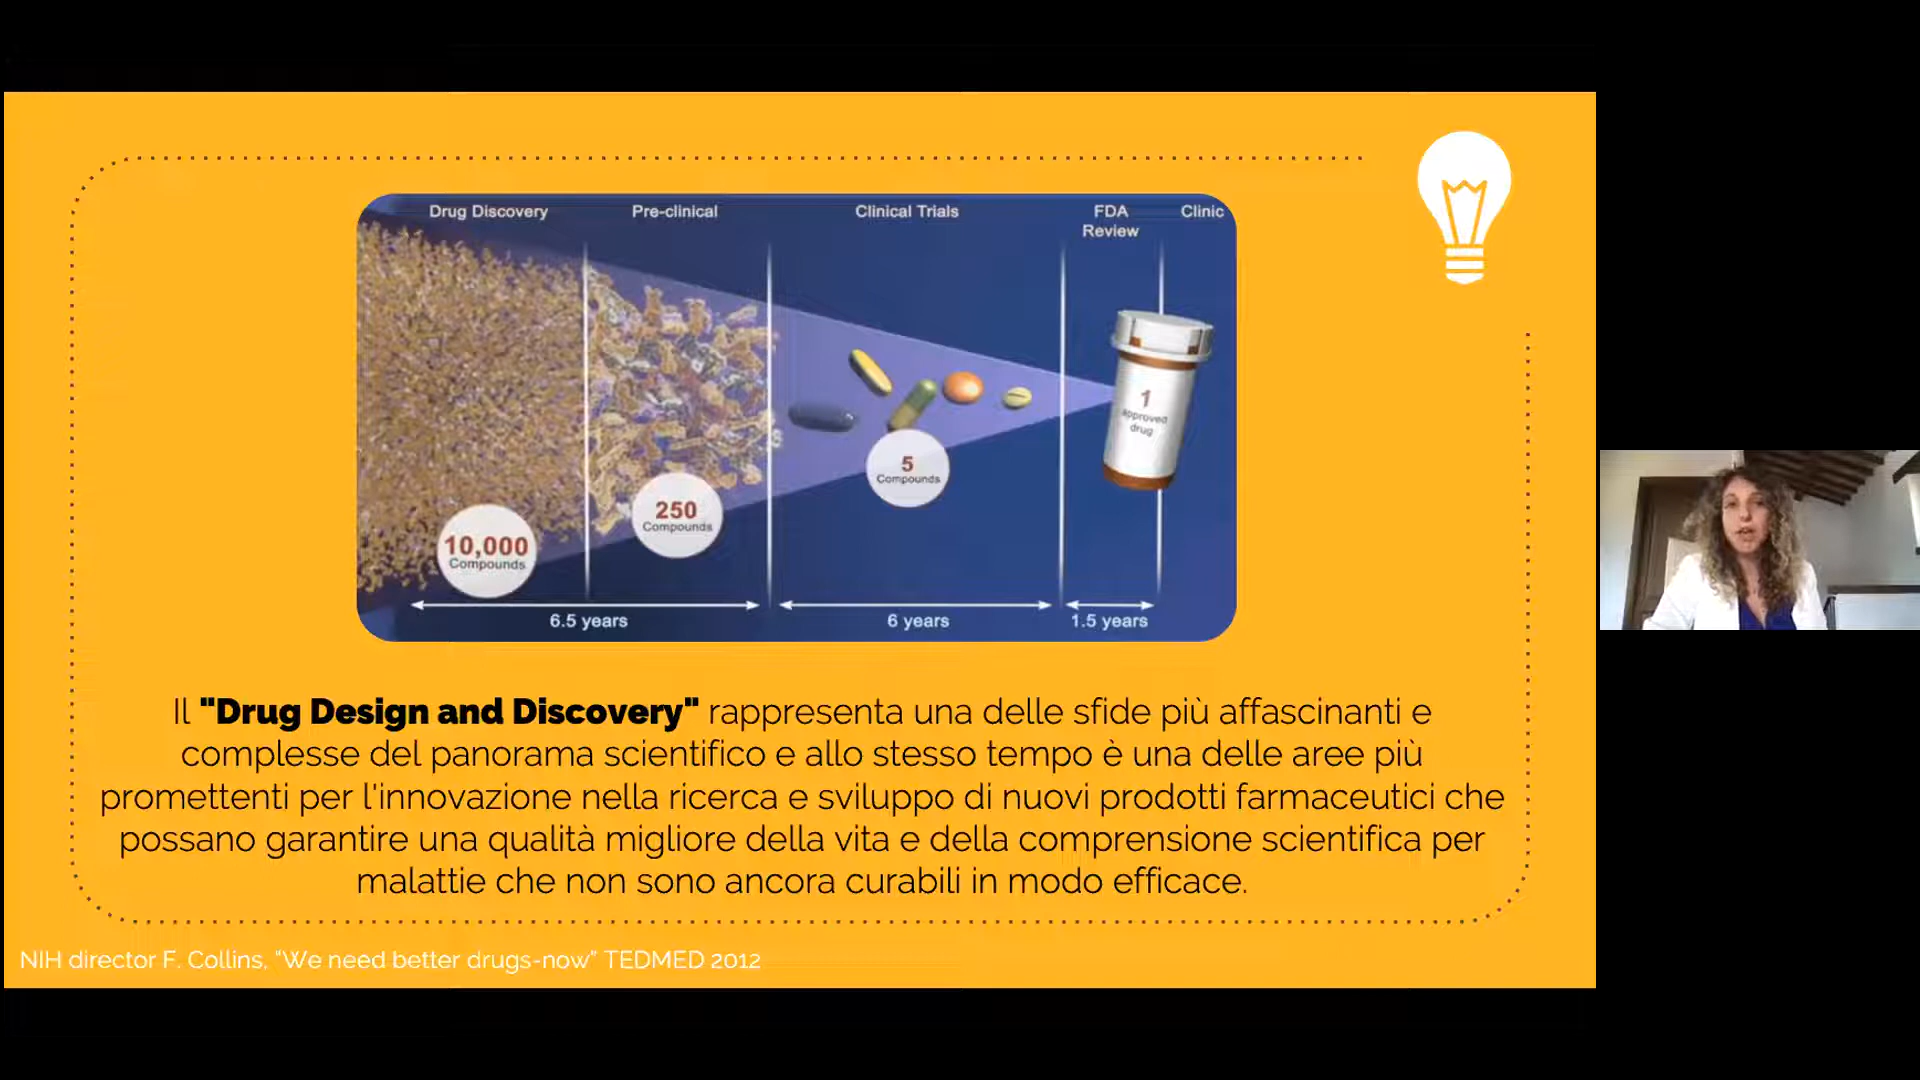 Drug Discovery
Pre-clinical
Clinical Trials
FDA
Review
Clinic
10,000
Compounds
250
Compounds
5
Compounds
1
approved
drug
6.5 years
6 years
1.5 years
Il "Drug Design and Discovery" rappresenta una delle sfide più affascinanti e
complesse del panorama scientifico e allo stesso tempo è una delle aree più
promettenti per l'innovazione nella ricerca e sviluppo di nuovi prodotti farmaceutici che
possano garantire una qualità migliore della vita e della comprensione scientifica per
malattie che non sono ancora curabili in modo efficace.
NIH director F. Collins, “We need better drugs-now” TEDMED 2012